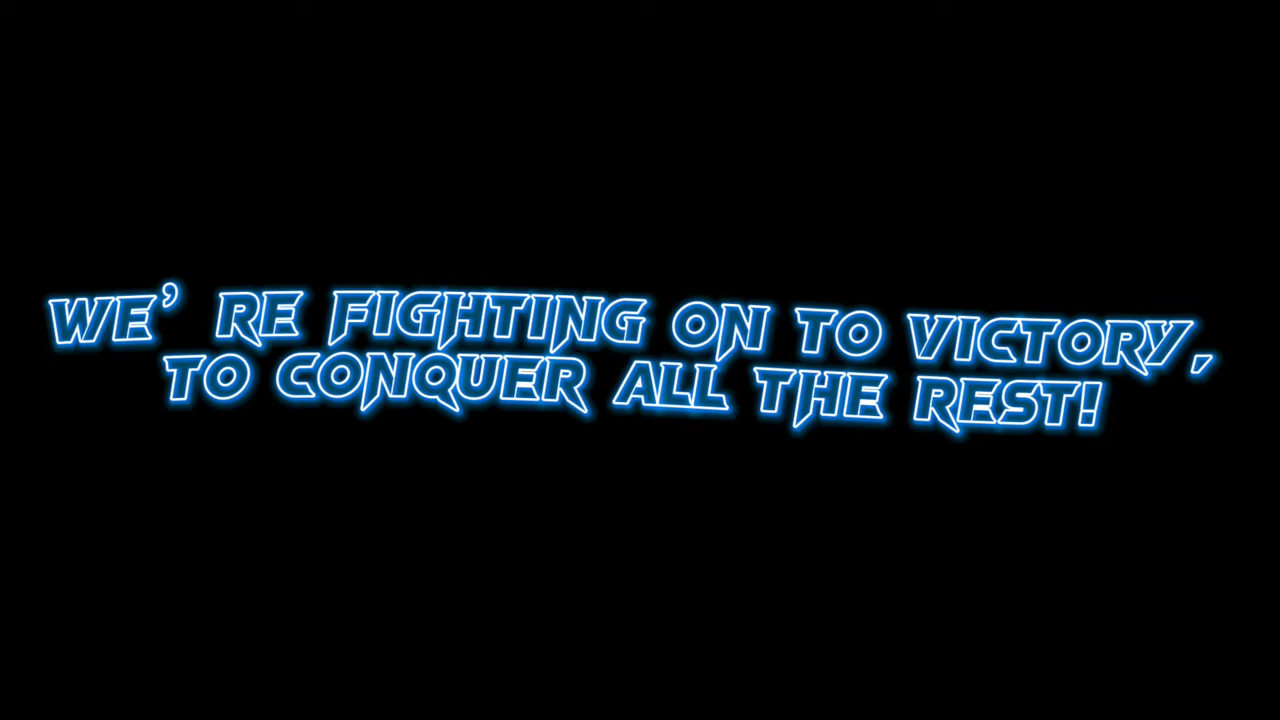 WE’ RE FIGHTING ON TO VICTORY,
TO CONQUER ALL THE REST!